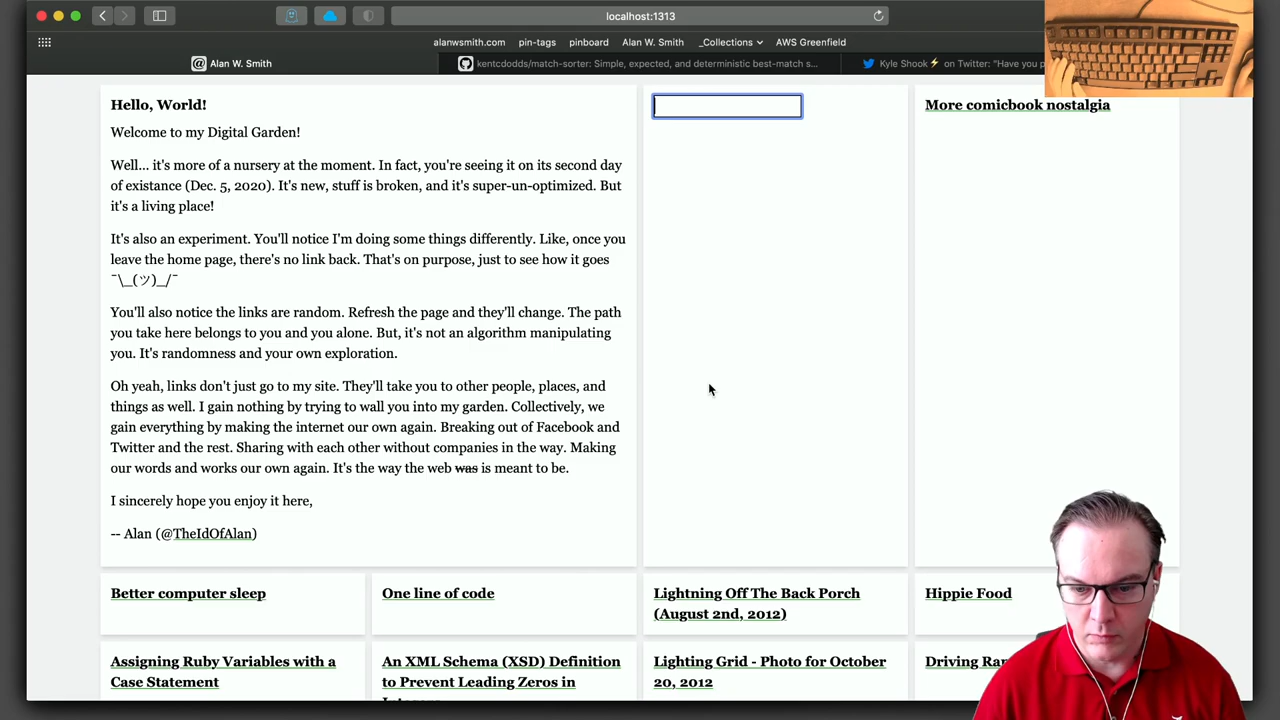 localhost:1313
alanwsmith.com pin-tags pinboard Alan W. Smith _Collections AWS Greenfield
Alan W. Smith
kentcdodds/match-sorter: Simple, expected, and deterministic best-match s...
Kyle Shook⚡ on Twitter: "Have you
Hello, World!
Welcome to my Digital Garden!
Well... it's more of a nursery at the moment. In fact, you're seeing it on its second day
of existance (Dec. 5, 2020). It's new, stuff is broken, and it's super-un-optimized. But
it's a living place!
It's also an experiment. You'll notice I'm doing some things differently. Like, once you
leave the home page, there's no link back. That's on purpose, just to see how it goes
¯\_(ツ)_/¯
You'll also notice the links are random. Refresh the page and they'll change. The path
you take here belongs to you and you alone. But, it's not an algorithm manipulating
you. It's randomness and your own exploration.
Oh yeah, links don't just go to my site. They'll take you to other people, places, and
things as well. I gain nothing by trying to wall you into my garden. Collectively, we
gain everything by making the internet our own again. Breaking out of Facebook and
Twitter and the rest. Sharing with each other without companies in the way. Making
our words and works our own again. It's the way the web was is meant to be.
I sincerely hope you enjoy it here,
-- Alan (@TheIdOfAlan)
More comicbook nostalgia
Better computer sleep
One line of code
Lightning Off The Back Porch
(August 2nd, 2012)
Hippie Food
Assigning Ruby Variables with a
Case Statement
An XML Schema (XSD) Definition
to Prevent Leading Zeros in
Lighting Grid - Photo for October
20, 2012
Driving